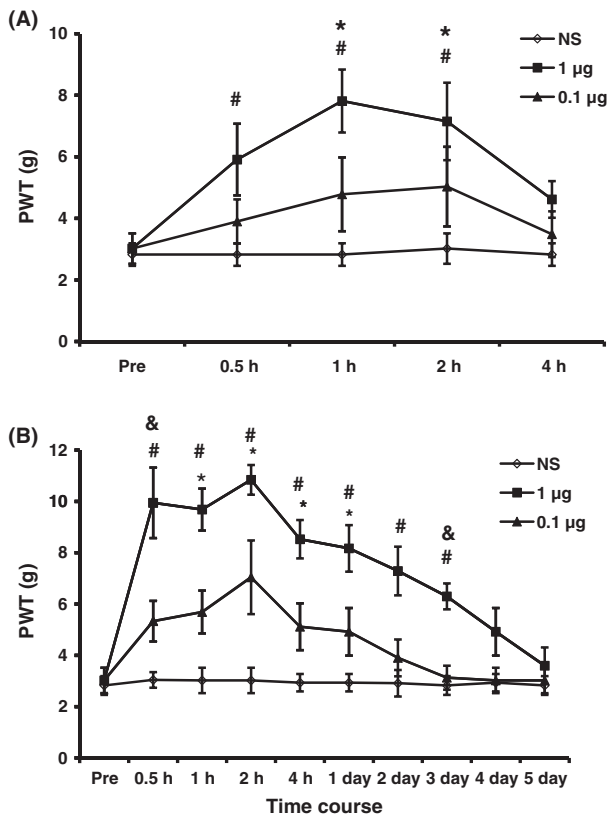 (A)
10
8
6
4
2
0
PWT (g)
*
*
#
#
#
NS
1 µg
0.1 µg
Pre
0.5 h
1 h
2 h
4 h
(B)
12
10
8
6
4
2
0
PWT (g)
&
#
#
*
#
*
#
*
#
*
#
&
#
NS
1 µg
0.1 µg
Pre
0.5 h
1 h
2 h
4 h
1 day
2 day
3 day
4 day
5 day
Time course